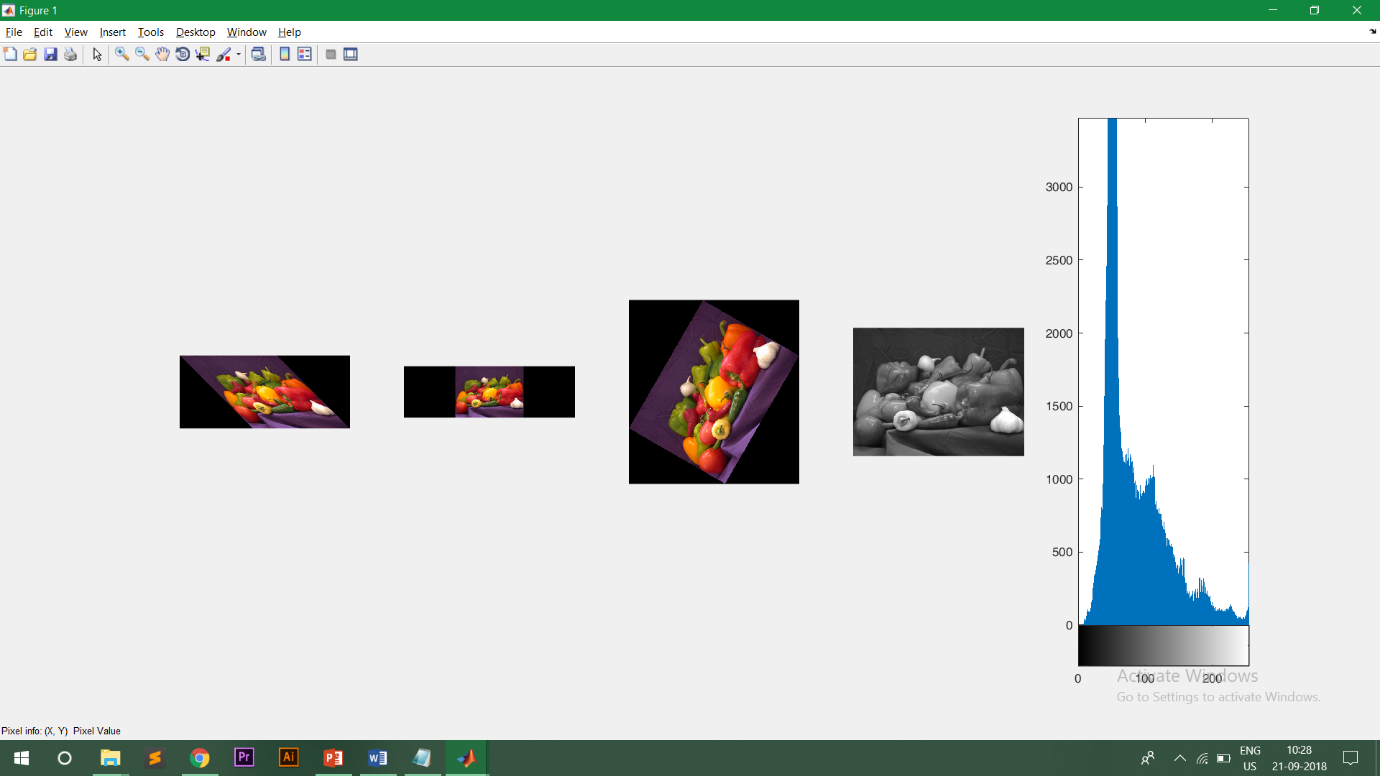 Figure 1
File Edit View Insert Tools Desktop Window Help
3000
2500
2000
1500
1000
500
0
0 100 200
Activate Windows
Go to Settings to activate Windows.
Pixel info: (X, Y) Pixel Value
Pr Ai
ENG 10:28
US 21-09-2018